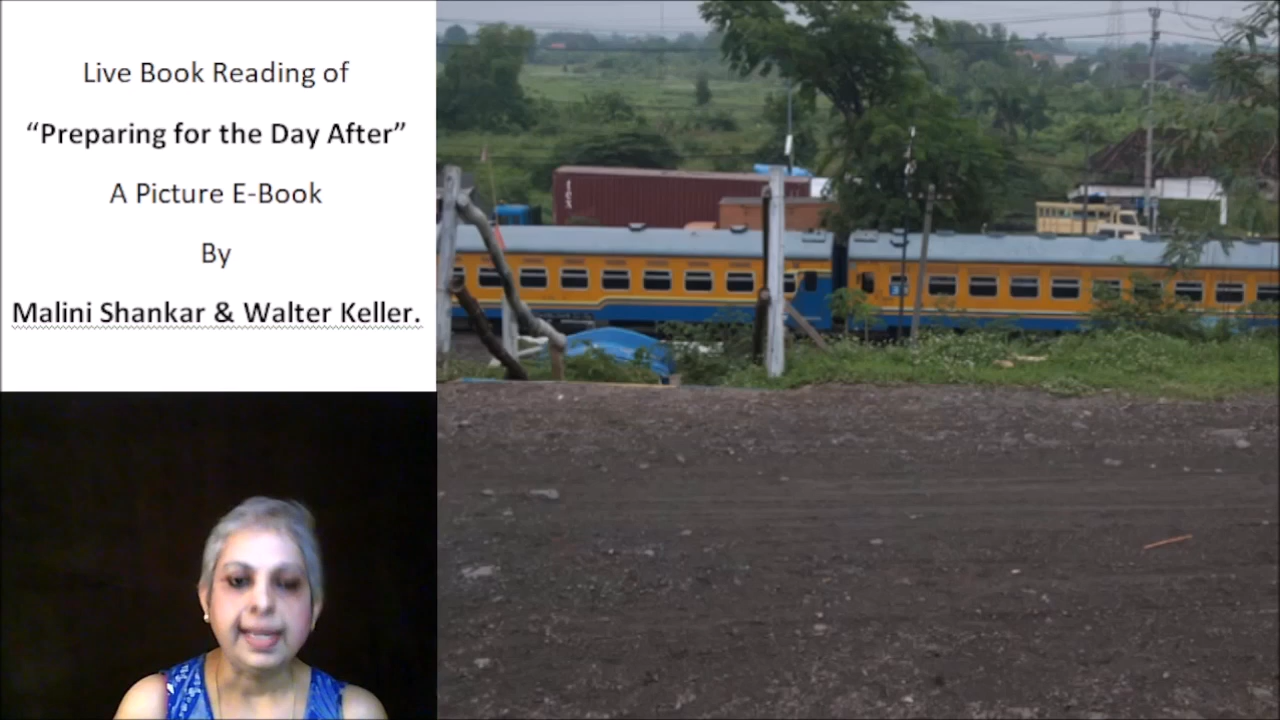 Live Book Reading of
“Preparing for the Day After”
A Picture E-Book
By
Malini Shankar & Walter Keller.